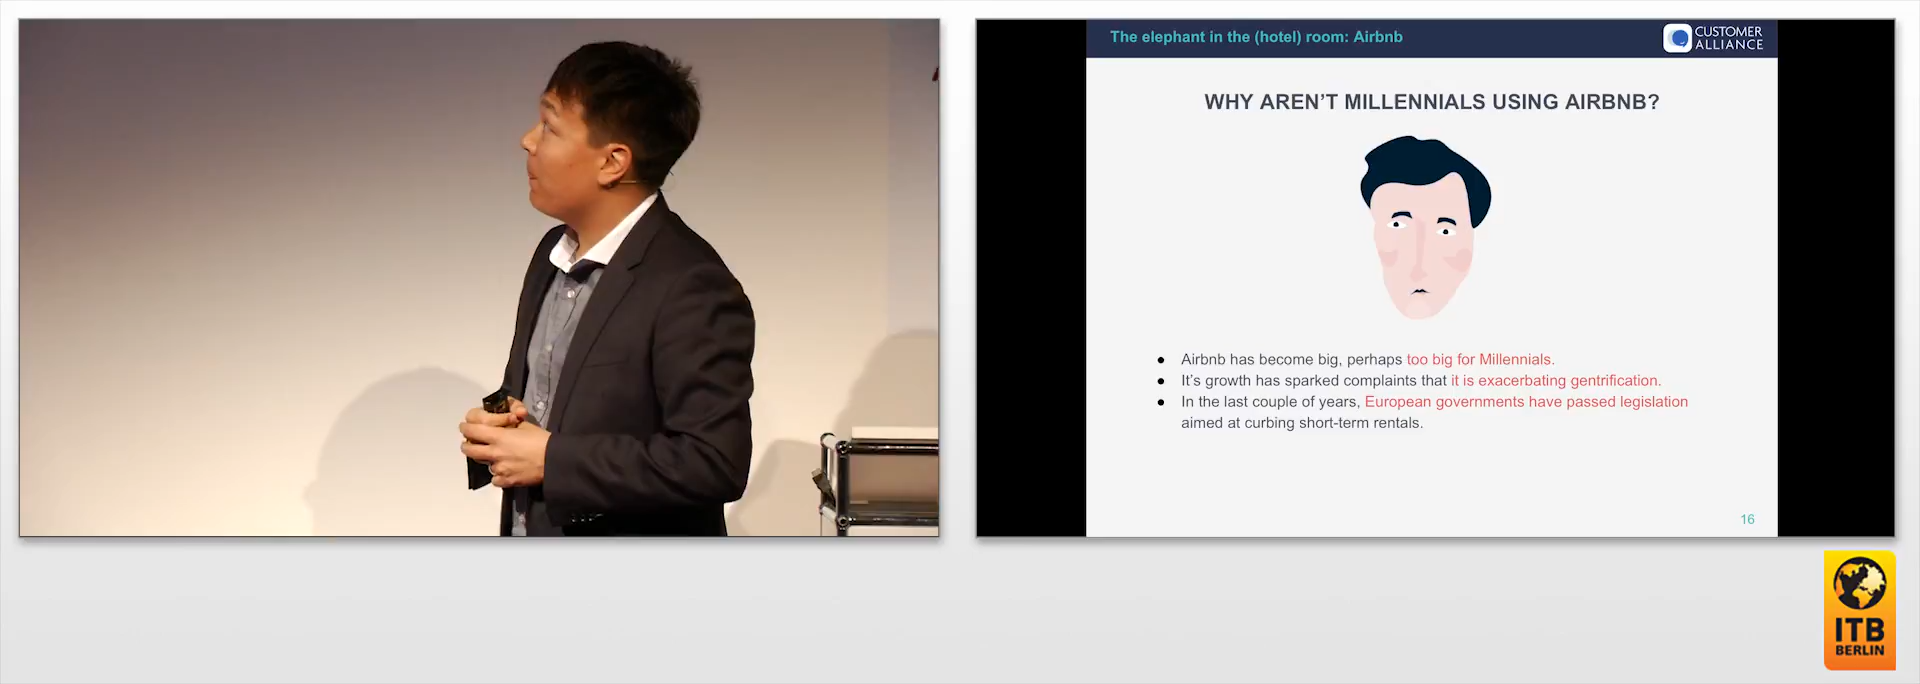 The elephant in the (hotel) room: Airbnb
CUSTOMER
ALLIANCE
WHY AREN'T MILLENNIALS USING AIRBNB?
● Airbnb has become big, perhaps too big for Millennials.
● It's growth has sparked complaints that it is exacerbating gentrification.
● In the last couple of years, European governments have passed legislation
aimed at curbing short-term rentals.
16
ITB
BERLIN